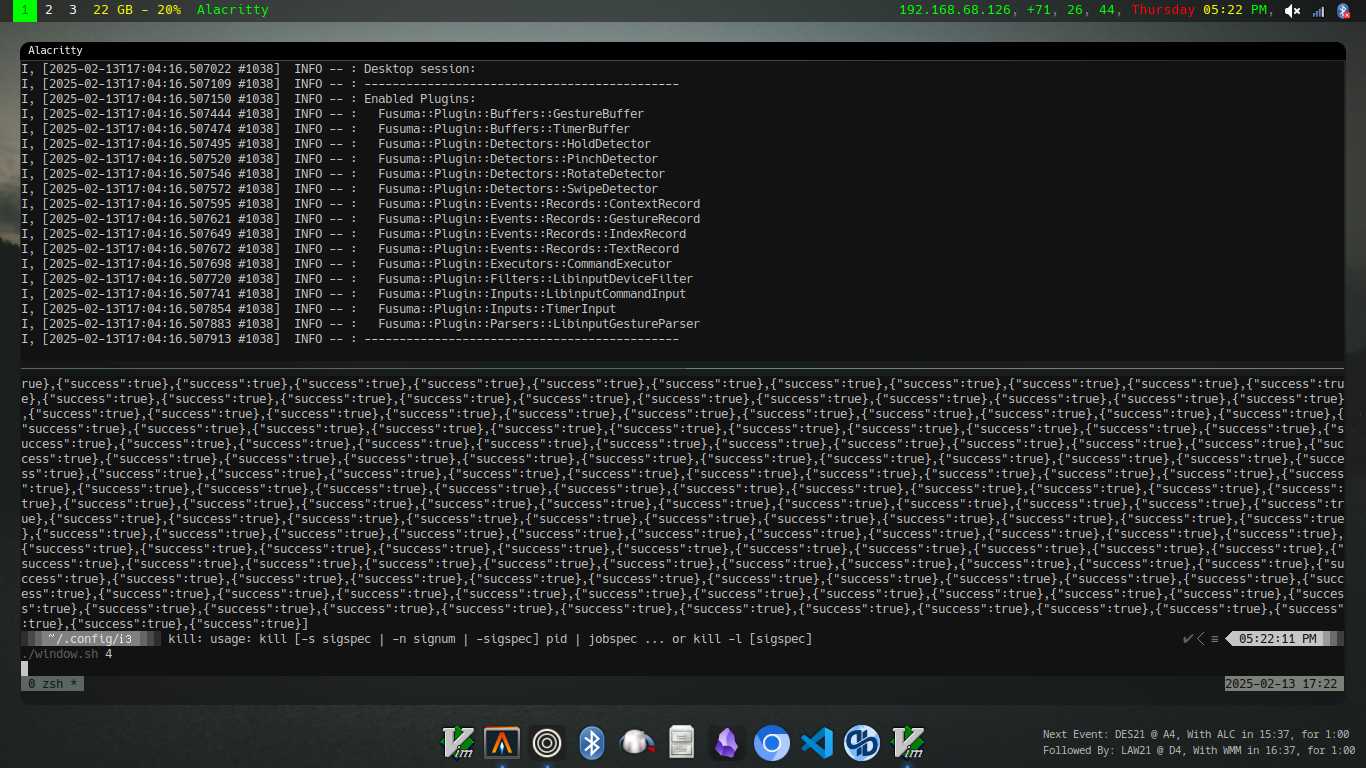 1 2 3 22 GB - 20% Alacritty 192.168.68.126, +71, 26, 44, Thursday 05:22 PM,
Alacritty
I, [2025-02-13T17:04:16.507022 #1038]  INFO -- : Desktop session:
I, [2025-02-13T17:04:16.507109 #1038]  INFO -- : ---------------------------------------------
I, [2025-02-13T17:04:16.507150 #1038]  INFO -- : Enabled Plugins:
I, [2025-02-13T17:04:16.507444 #1038]  INFO -- :   Fusuma::Plugin::Buffers::GestureBuffer
I, [2025-02-13T17:04:16.507474 #1038]  INFO -- :   Fusuma::Plugin::Buffers::TimerBuffer
I, [2025-02-13T17:04:16.507495 #1038]  INFO -- :   Fusuma::Plugin::Detectors::HoldDetector
I, [2025-02-13T17:04:16.507520 #1038]  INFO -- :   Fusuma::Plugin::Detectors::PinchDetector
I, [2025-02-13T17:04:16.507546 #1038]  INFO -- :   Fusuma::Plugin::Detectors::RotateDetector
I, [2025-02-13T17:04:16.507572 #1038]  INFO -- :   Fusuma::Plugin::Detectors::SwipeDetector
I, [2025-02-13T17:04:16.507595 #1038]  INFO -- :   Fusuma::Plugin::Events::Records::ContextRecord
I, [2025-02-13T17:04:16.507621 #1038]  INFO -- :   Fusuma::Plugin::Events::Records::GestureRecord
I, [2025-02-13T17:04:16.507649 #1038]  INFO -- :   Fusuma::Plugin::Events::Records::IndexRecord
I, [2025-02-13T17:04:16.507672 #1038]  INFO -- :   Fusuma::Plugin::Events::Records::TextRecord
I, [2025-02-13T17:04:16.507698 #1038]  INFO -- :   Fusuma::Plugin::Executors::CommandExecutor
I, [2025-02-13T17:04:16.507720 #1038]  INFO -- :   Fusuma::Plugin::Filters::LibinputDeviceFilter
I, [2025-02-13T17:04:16.507741 #1038]  INFO -- :   Fusuma::Plugin::Inputs::LibinputCommandInput
I, [2025-02-13T17:04:16.507854 #1038]  INFO -- :   Fusuma::Plugin::Inputs::TimerInput
I, [2025-02-13T17:04:16.507883 #1038]  INFO -- :   Fusuma::Plugin::Parsers::LibinputGestureParser
I, [2025-02-13T17:04:16.507913 #1038]  INFO -- : ---------------------------------------------
rue},{"success":true},{"success":true},{"success":true},{"success":true},{"success":true},{"success":true},{"success":true},{"success":true},{"success":true},{"success":true},{"success":tru
e},{"success":true},{"success":true},{"success":true},{"success":true},{"success":true},{"success":true},{"success":true},{"success":true},{"success":true},{"success":true},{"success":true}
,{"success":true},{"success":true},{"success":true},{"success":true},{"success":true},{"success":true},{"success":true},{"success":true},{"success":true},{"success":true},{"success":true},{
"success":true},{"success":true},{"success":true},{"success":true},{"success":true},{"success":true},{"success":true},{"success":true},{"success":true},{"success":true},{"success":true},{"s
uccess":true},{"success":true},{"success":true},{"success":true},{"success":true},{"success":true},{"success":true},{"success":true},{"success":true},{"success":true},{"success":true},{"suc
cess":true},{"success":true},{"success":true},{"success":true},{"success":true},{"success":true},{"success":true},{"success":true},{"success":true},{"success":true},{"success":true},{"succe
ss":true},{"success":true},{"success":true},{"success":true},{"success":true},{"success":true},{"success":true},{"success":true},{"success":true},{"success":true},{"success":true},{"success
":true},{"success":true},{"success":true},{"success":true},{"success":true},{"success":true},{"success":true},{"success":true},{"success":true},{"success":true},{"success":true},{"success":
true},{"success":true},{"success":true},{"success":true},{"success":true},{"success":true},{"success":true},{"success":true},{"success":true},{"success":true},{"success":true},{"success":tr
ue},{"success":true},{"success":true},{"success":true},{"success":true},{"success":true},{"success":true},{"success":true},{"success":true},{"success":true},{"success":true},{"success":true
},{"success":true},{"success":true},{"success":true},{"success":true},{"success":true},{"success":true},{"success":true},{"success":true},{"success":true},{"success":true},{"success":true},
{"success":true},{"success":true},{"success":true},{"success":true},{"success":true},{"success":true},{"success":true},{"success":true},{"success":true},{"success":true},{"success":true},{"
success":true},{"success":true},{"success":true},{"success":true},{"success":true},{"success":true},{"success":true},{"success":true},{"success":true},{"success":true},{"success":true},{"su
ccess":true},{"success":true},{"success":true},{"success":true},{"success":true},{"success":true},{"success":true},{"success":true},{"success":true},{"success":true},{"success":true},{"succ
ess":true},{"success":true},{"success":true},{"success":true},{"success":true},{"success":true},{"success":true},{"success":true},{"success":true},{"success":true},{"success":true},{"succes
s":true},{"success":true},{"success":true},{"success":true},{"success":true},{"success":true},{"success":true},{"success":true},{"success":true},{"success":true},{"success":true},{"success"
:true},{"success":true},{"success":true}]
~/.config/i3 kill: usage: kill [-s sigspec | -n signum | -sigspec] pid | jobspec ... or kill -l [sigspec] ✔ ≡ 05:22:11 PM
./window.sh 4
0 zsh * 2025-02-13 17:22
Next Event: DES21 @ A4, With ALC in 15:37, for 1:00
Followed By: LAW21 @ D4, With WMM in 16:37, for 1:00